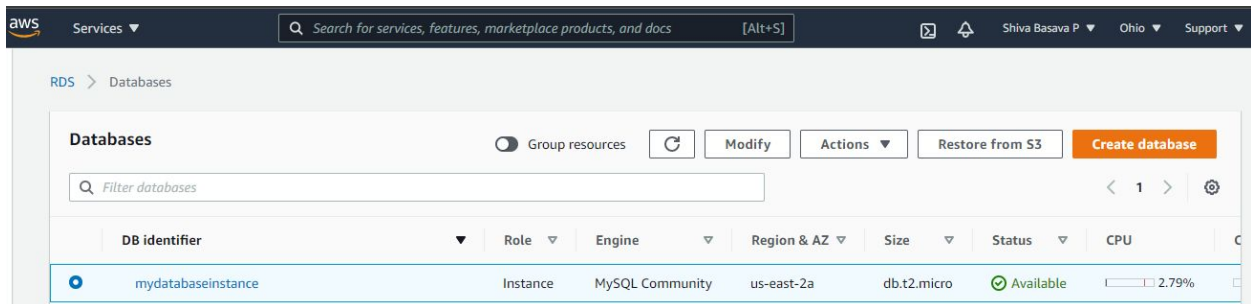 aws Services Search for services, features, marketplace products, and docs [Alt+S] Shiva Basava P Ohio Support
RDS > Databases
Databases Group resources Modify Actions Restore from S3 Create database
Filter databases < 1 >
DB identifier Role Engine Region & AZ Size Status CPU C
mydatabaseinstance Instance MySQL Community us-east-2a db.t2.micro Available 2.79%